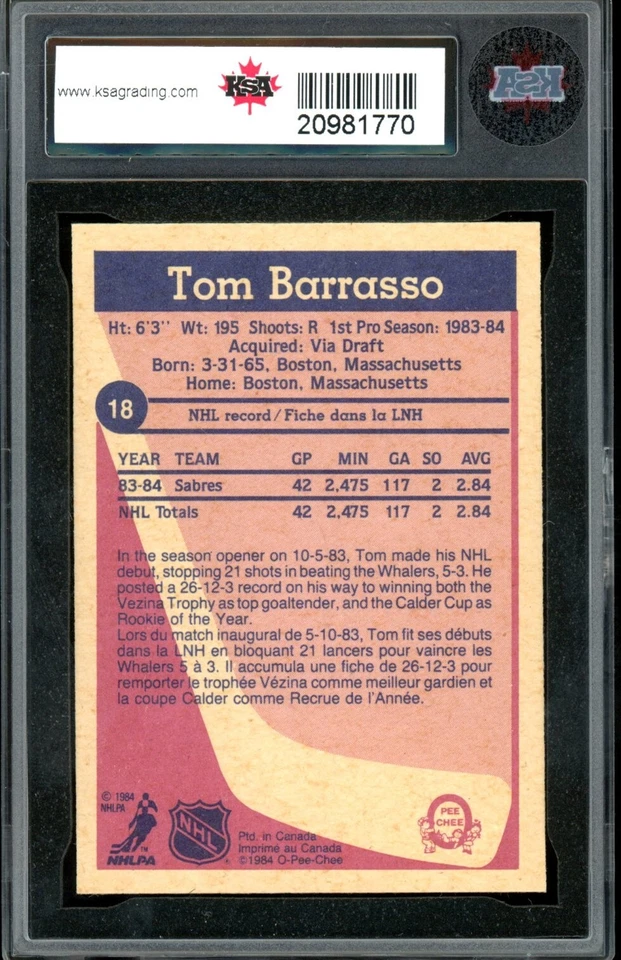 www.ksagrading.com
KSA
20981770
KSA
Tom Barrasso
Ht: 6'3'' Wt: 195 Shoots: R 1st Pro Season: 1983-84
Acquired: Via Draft
Born: 3-31-65, Boston, Massachusetts
Home: Boston, Massachusetts
18
NHL record/Fiche dans la LNH
YEAR TEAM GP MIN GA SO AVG
83-84 Sabres 42 2,475 117 2 2.84
NHL Totals 42 2,475 117 2 2.84
In the season opener on 10-5-83, Tom made his NHL
debut, stopping 21 shots in beating the Whalers, 5-3. He
posted a 26-12-3 record on his way to winning both the
Vezina Trophy as top goaltender, and the Calder Cup as
Rookie of the Year.
Lors du match inaugural de 5-10-83, Tom fit ses débuts
dans la LNH en bloquant 21 lancers pour vaincre les
Whalers 5 à 3. Il accumula une fiche de 26-12-3 pour
remporter le trophée Vézina comme meilleur gardien et
la coupe Calder comme Recrue de l'Année.
© 1984
NHLPA
NHLPA
TM
NHL
Ptd. in Canada
Imprimé au Canada
©1984 O-Pee-Chee
PEE
CHEE